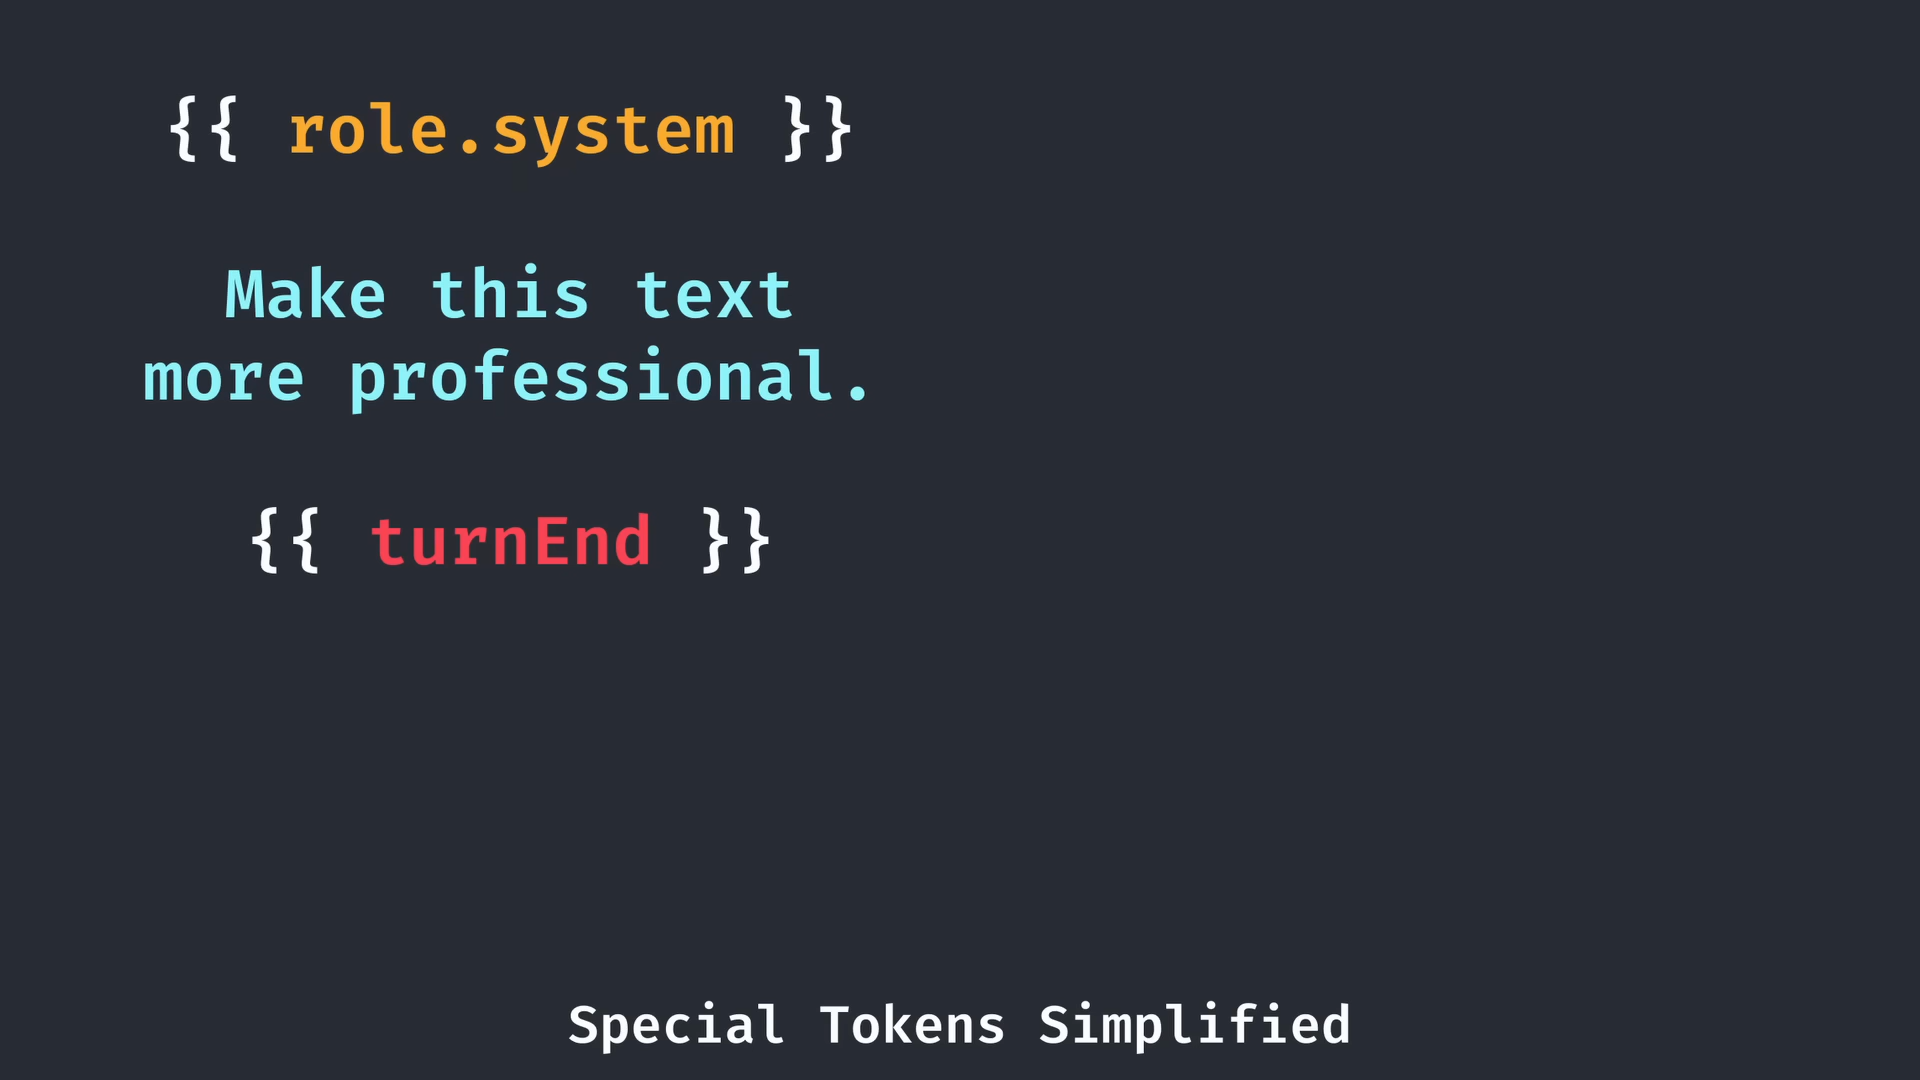 {{ role.system }}
Make this text
more professional.
{{ turnEnd }}
Special Tokens Simplified